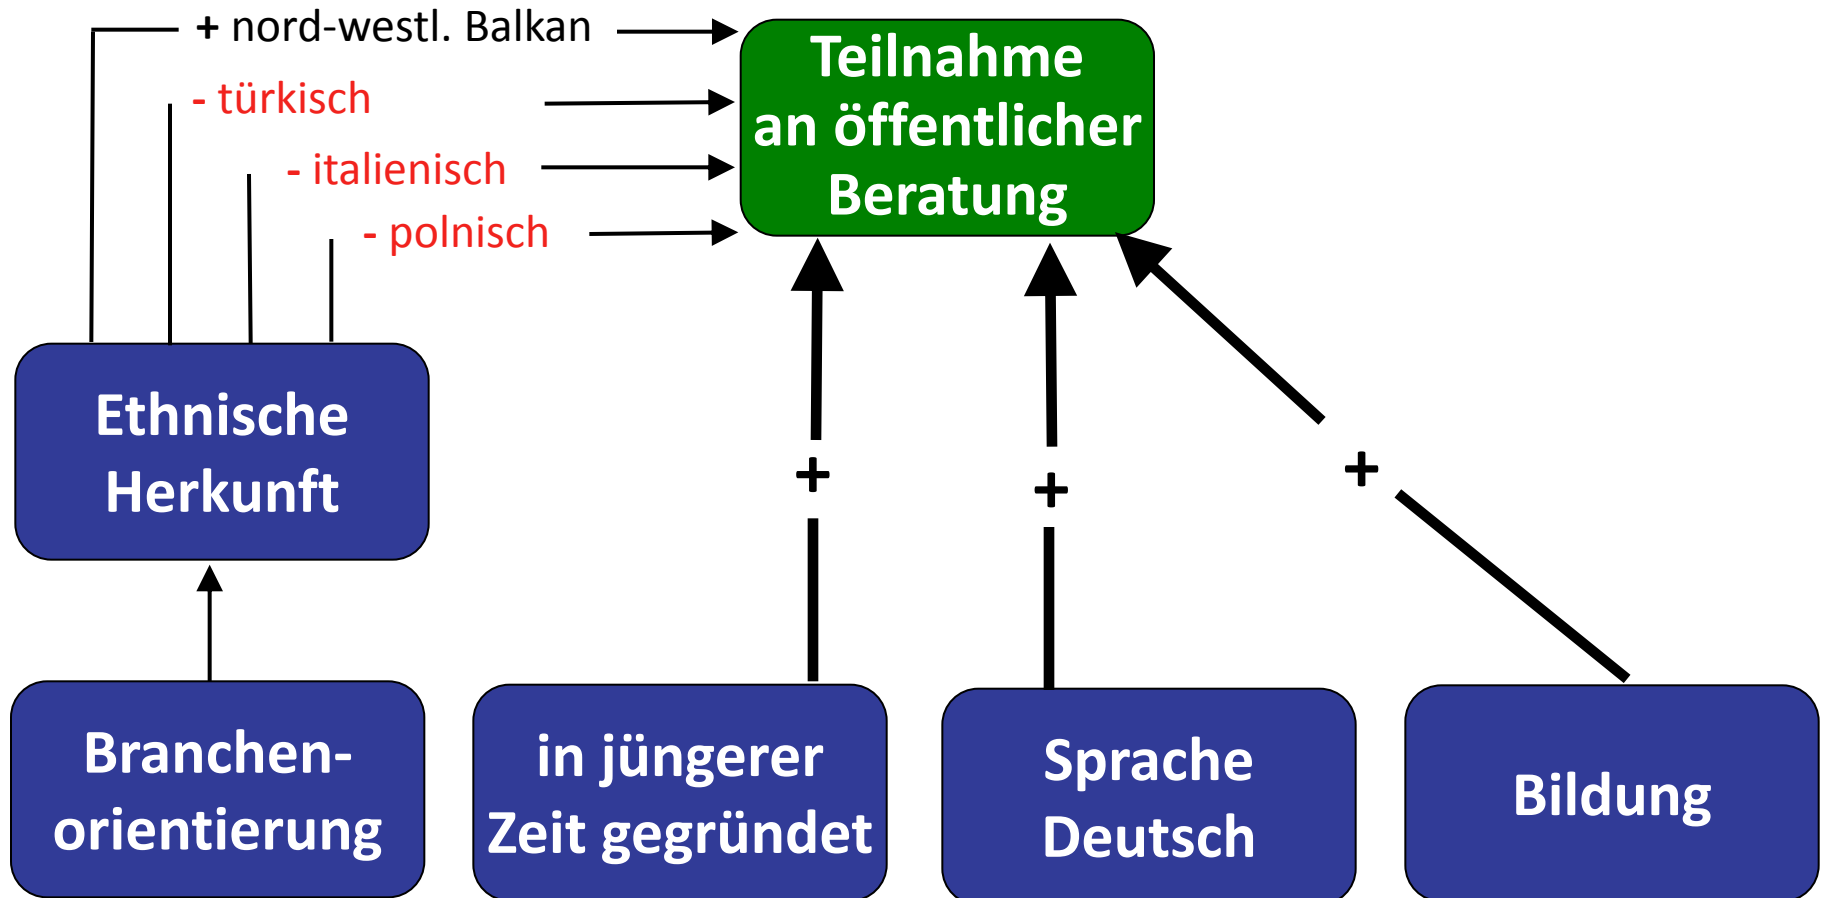 + nord-westl. Balkan
- türkisch
- italienisch
- polnisch
Teilnahme
an öffentlicher
Beratung
Ethnische
Herkunft
+
+
+
Branchen-
orientierung
in jüngerer
Zeit gegründet
Sprache
Deutsch
Bildung